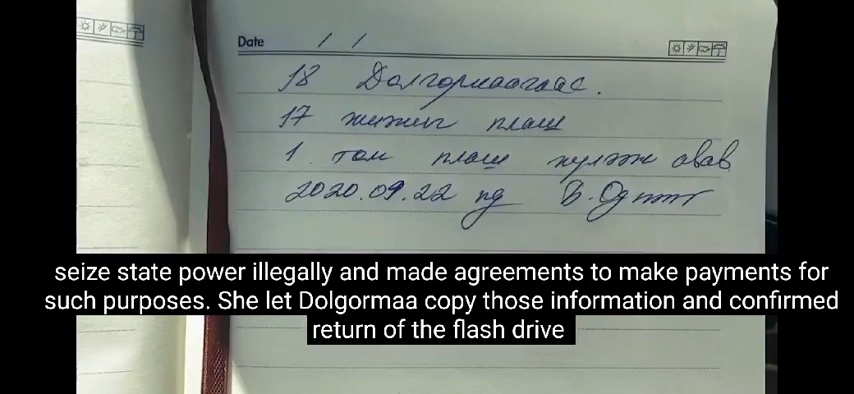 Date / /
18 Долгормаагаас.
17 жижиг плаш
1 том плаш хүлээж авав
2020.09.22 нд Б.
seize state power illegally and made agreements to make payments for
such purposes. She let Dolgormaa copy those information and confirmed
return of the flash drive